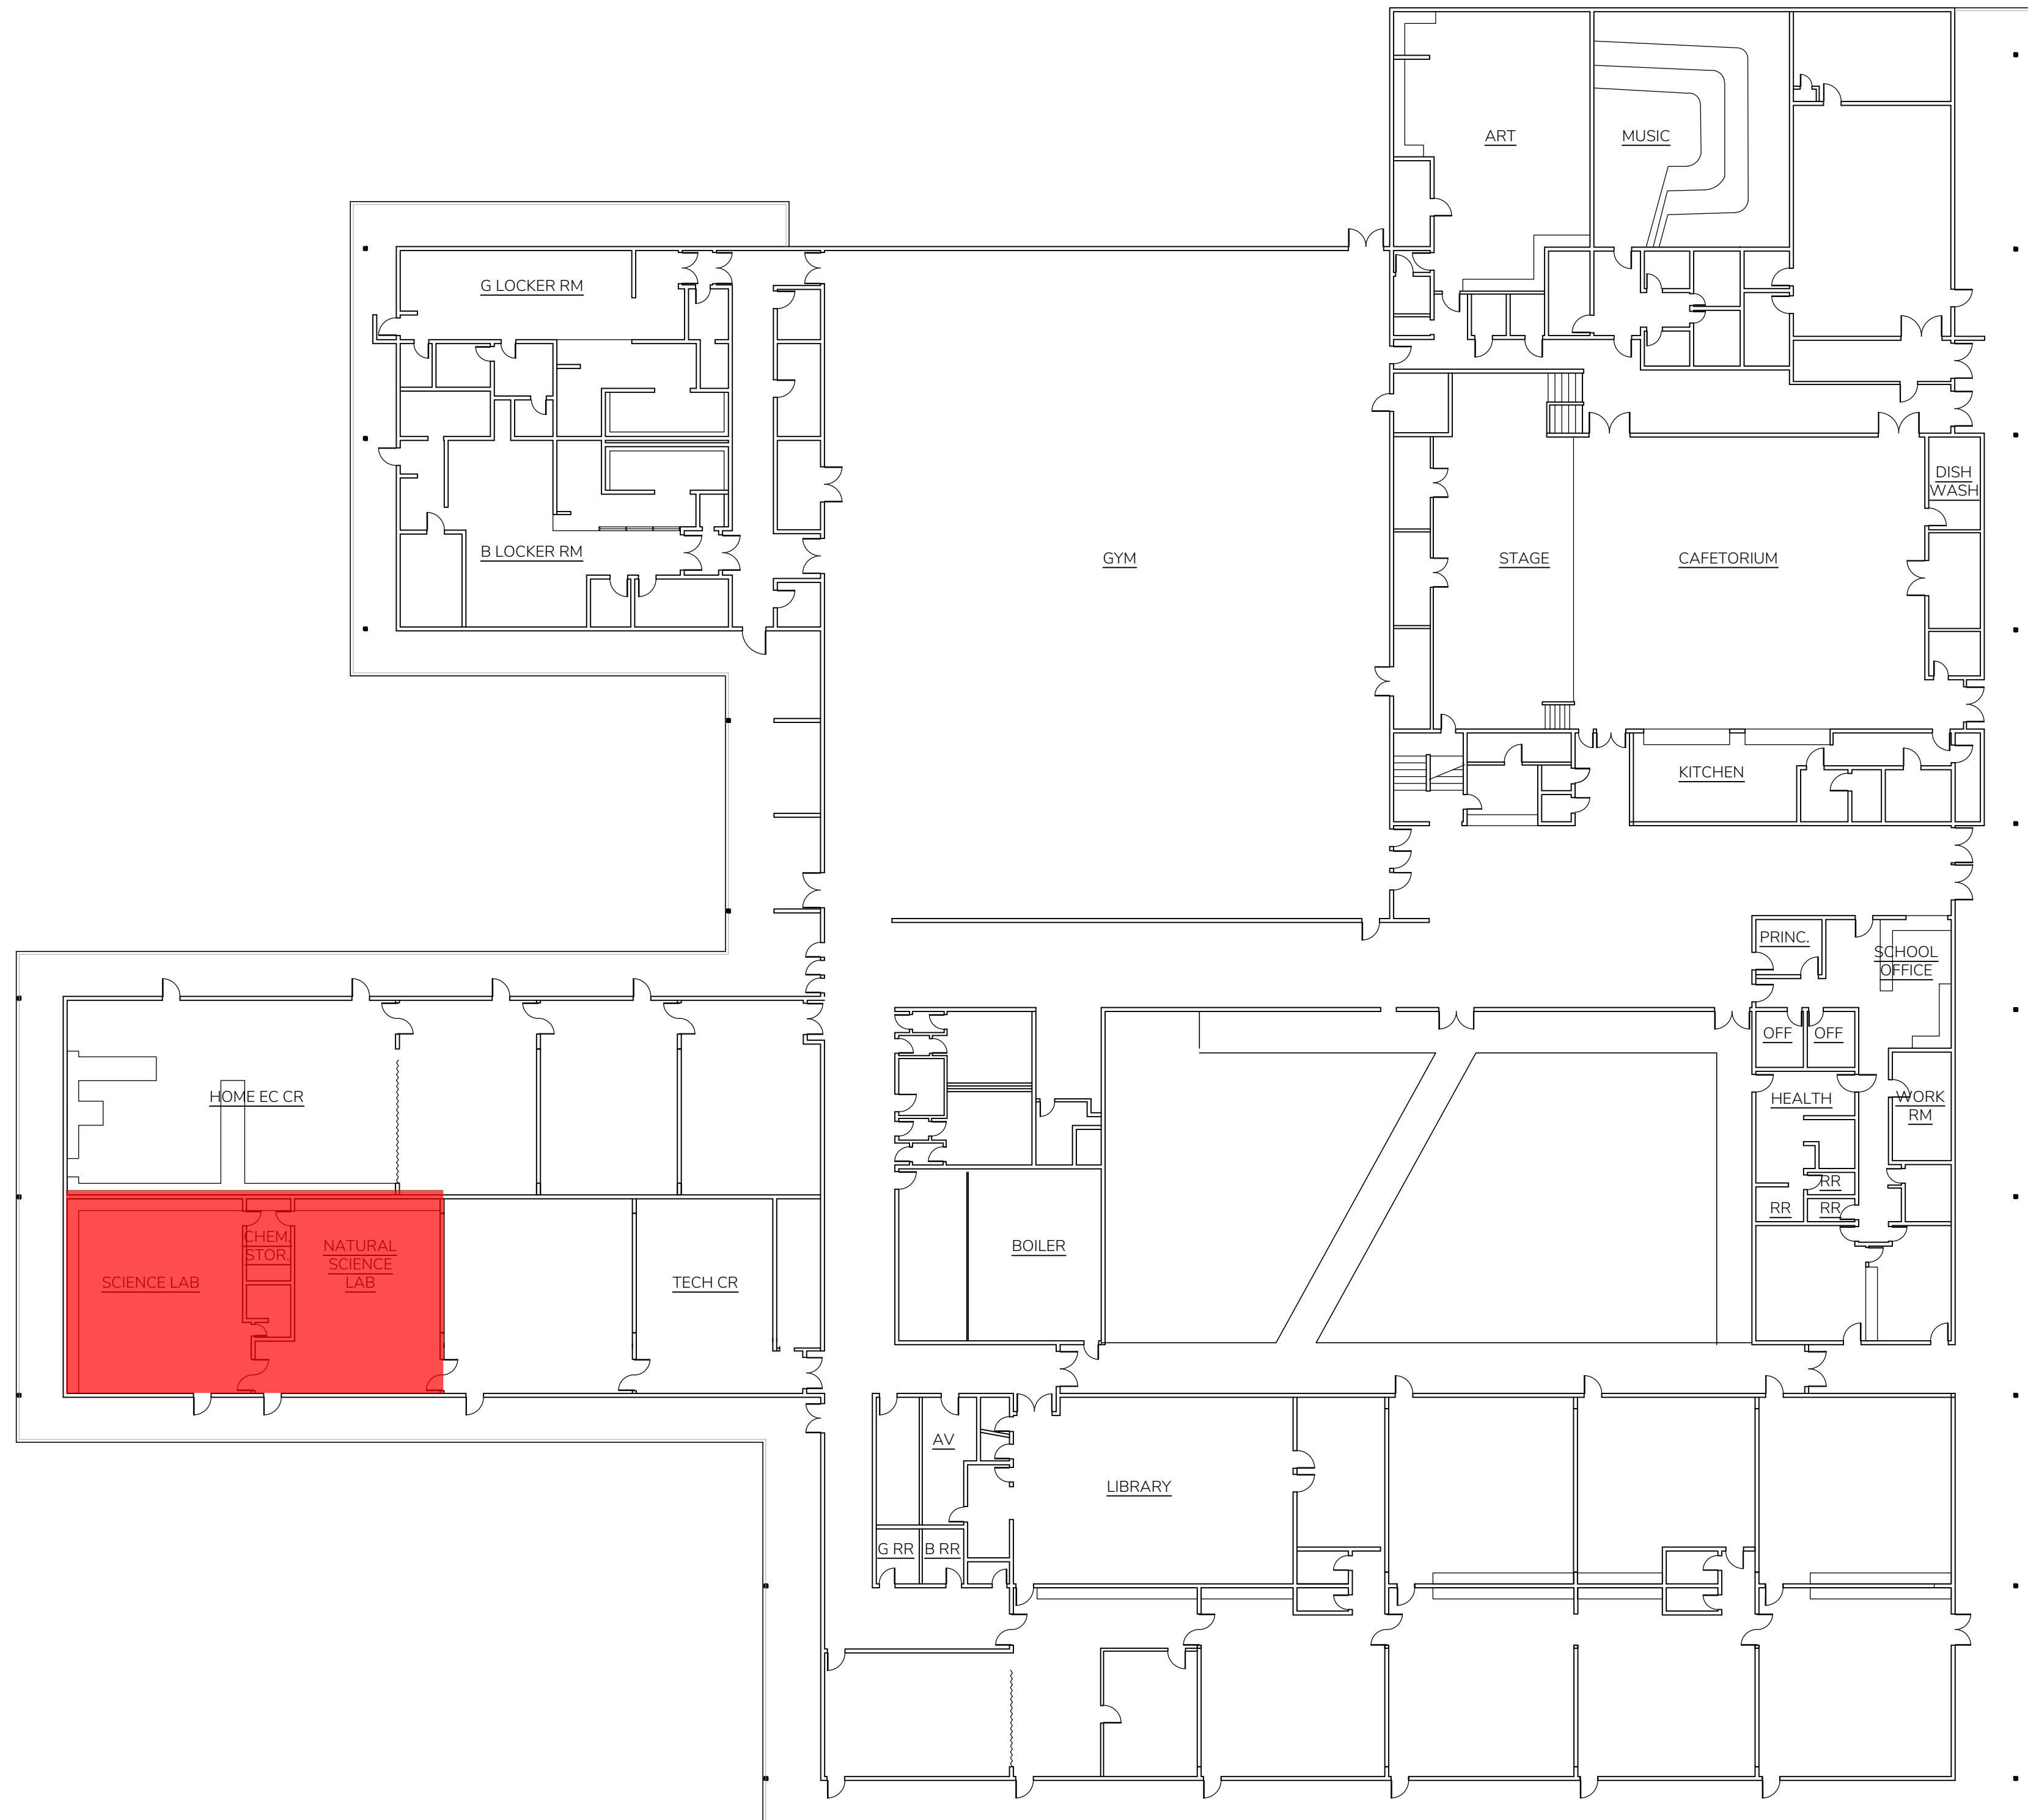 ART
MUSIC
G LOCKER RM
DISH
WASH
B LOCKER RM
GYM
STAGE
CAFETORIUM
KITCHEN
PRINC.
SCHOOL
OFFICE
OFF
OFF
HOME EC CR
HEALTH
WORK
RM
RR
RR
RR
CHEM.
STOR.
NATURAL
SCIENCE
LAB
SCIENCE LAB
TECH CR
BOILER
AV
LIBRARY
G RR
B RR